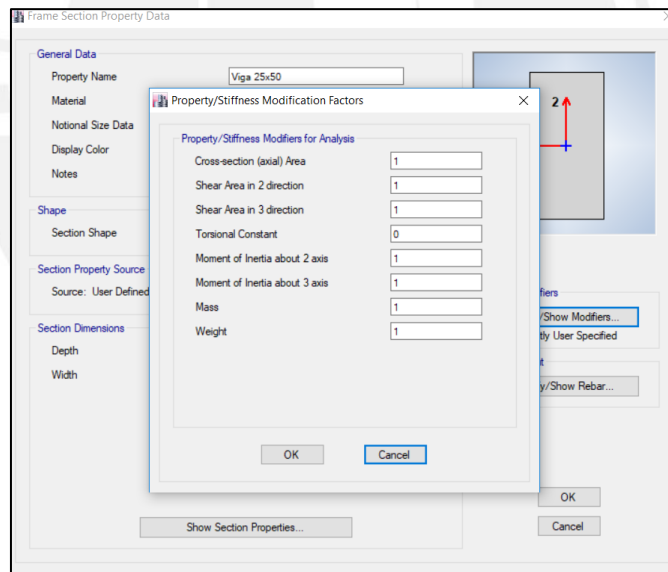 Frame Section Property Data
General Data
Property Name Viga 25x50
Material
Notional Size Data
Display Color
Notes
Shape
Section Shape
Section Property Source
Source: User Defined
Section Dimensions
Depth
Width
Show Section Properties...
Property/Stiffness Modification Factors
Property/Stiffness Modifiers for Analysis
Cross-section (axial) Area 1
Shear Area in 2 direction 1
Shear Area in 3 direction 1
Torsional Constant 0
Moment of Inertia about 2 axis 1
Moment of Inertia about 3 axis 1
Mass 1
Weight 1
OK Cancel
2
fiers
/Show Modifiers...
tly User Specified
t
y/Show Rebar...
OK
Cancel